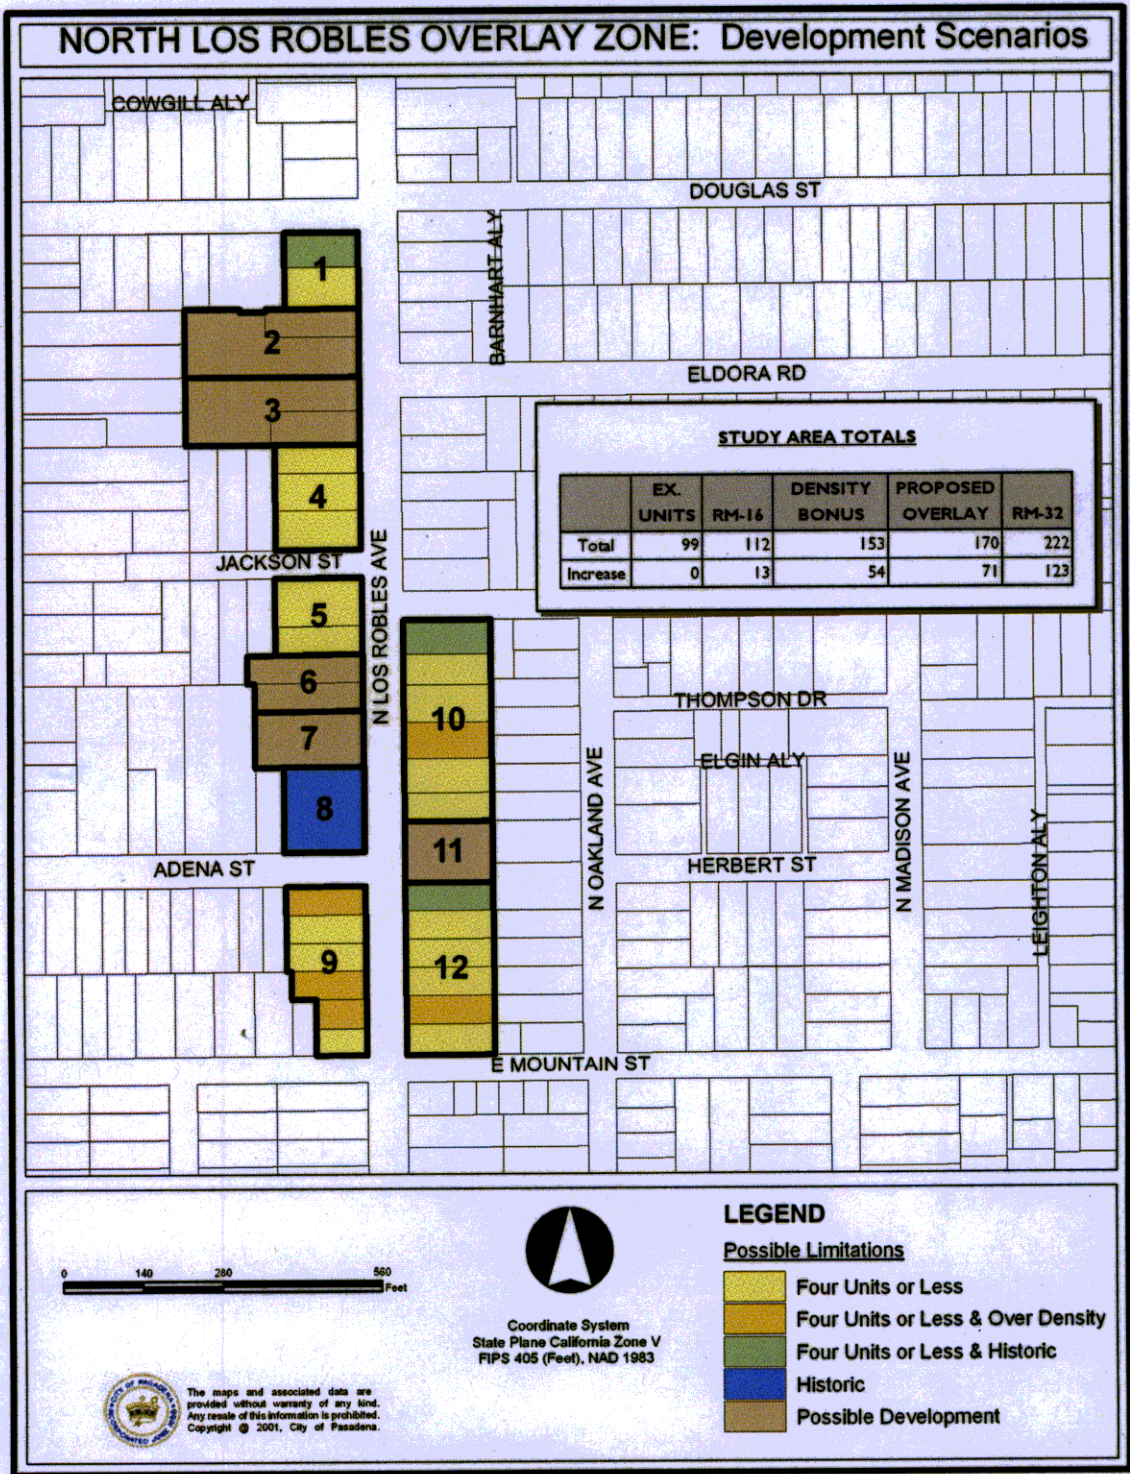 NORTH LOS ROBLES OVERLAY ZONE: Development Scenarios
COWGILL ALY
DOUGLAS ST
BARNHART ALY
1
2
ELDORA RD
3
STUDY AREA TOTALS
EX. UNITS RM-16 DENSITY BONUS PROPOSED OVERLAY RM-32
Total 99 112 153 170 222
Increase 0 13 54 71 123
4
JACKSON ST
N LOS ROBLES AVE
5
6
THOMPSON DR
10
7
ELGIN ALY
N OAKLAND AVE
N MADISON AVE
8
11
ADENA ST
HERBERT ST
LEIGHTON ALY
9
12
E MOUNTAIN ST
0 140 280 560
Feet
Coordinate System
State Plane California Zone V
FIPS 405 (Feet), NAD 1983
The maps and associated data are
provided without warranty of any kind.
Any resale of this information is prohibited.
Copyright @ 2001, City of Pasadena.
LEGEND
Possible Limitations
Four Units or Less
Four Units or Less & Over Density
Four Units or Less & Historic
Historic
Possible Development